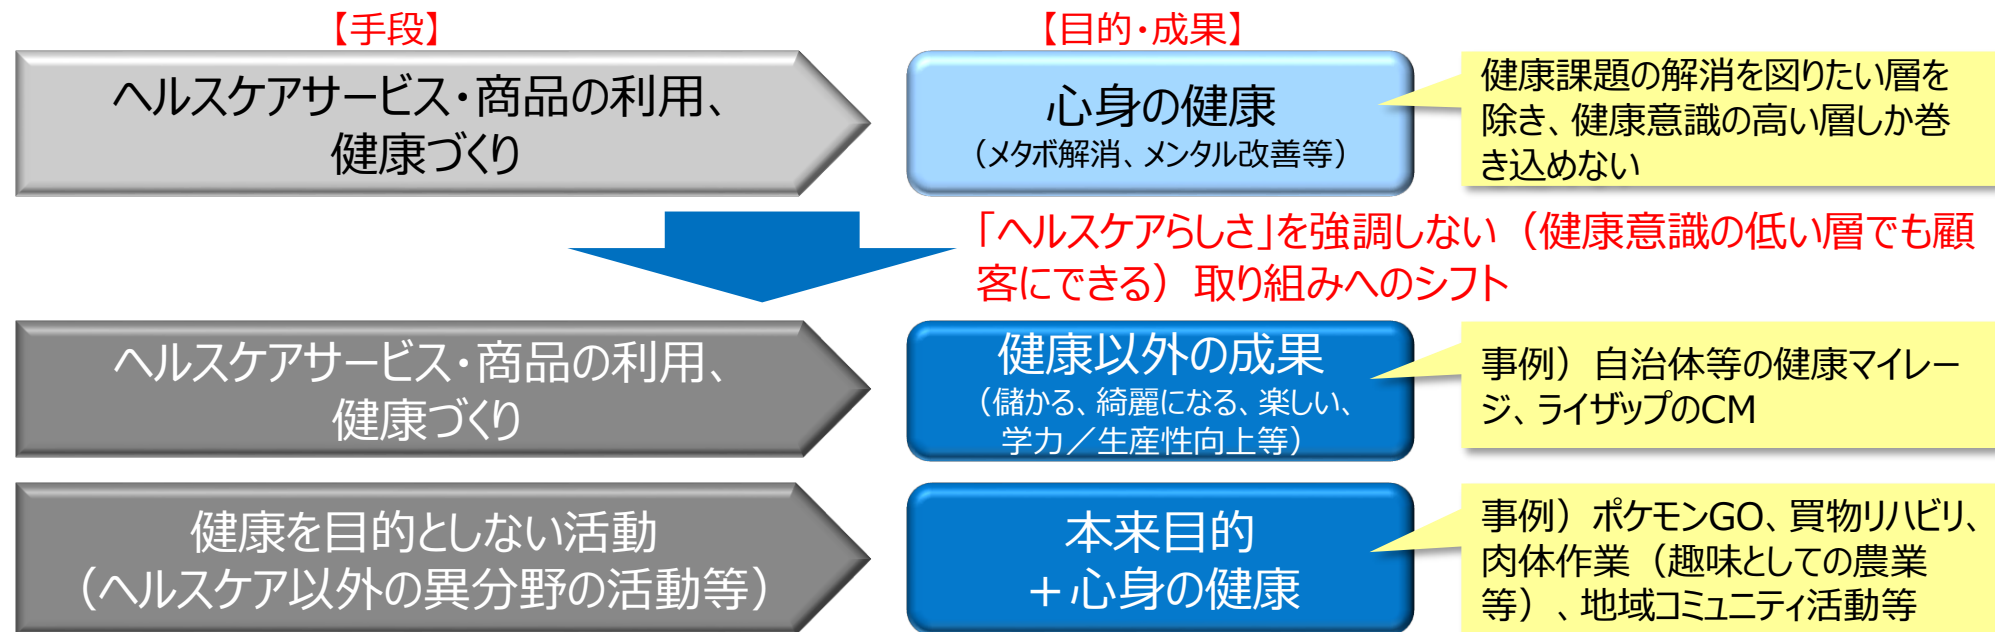 【手段】
【目的・成果】
ヘルスケアサービス・商品の利用、
健康づくり
心身の健康
（メタボ解消、メンタル改善等）
健康課題の解消を図りたい層を
除き、健康意識の高い層しか巻
き込めない
「ヘルスケアらしさ」を強調しない（健康意識の低い層でも顧
客にできる）取り組みへのシフト
ヘルスケアサービス・商品の利用、
健康づくり
健康以外の成果
（儲かる、綺麗になる、楽しい、
学力／生産性向上等）
事例）自治体等の健康マイレー
ジ、ライザップのCM
健康を目的としない活動
（ヘルスケア以外の異分野の活動等）
本来目的
＋心身の健康
事例）ポケモンGO、買物リハビリ、
肉体作業（趣味としての農業
等）、地域コミュニティ活動等